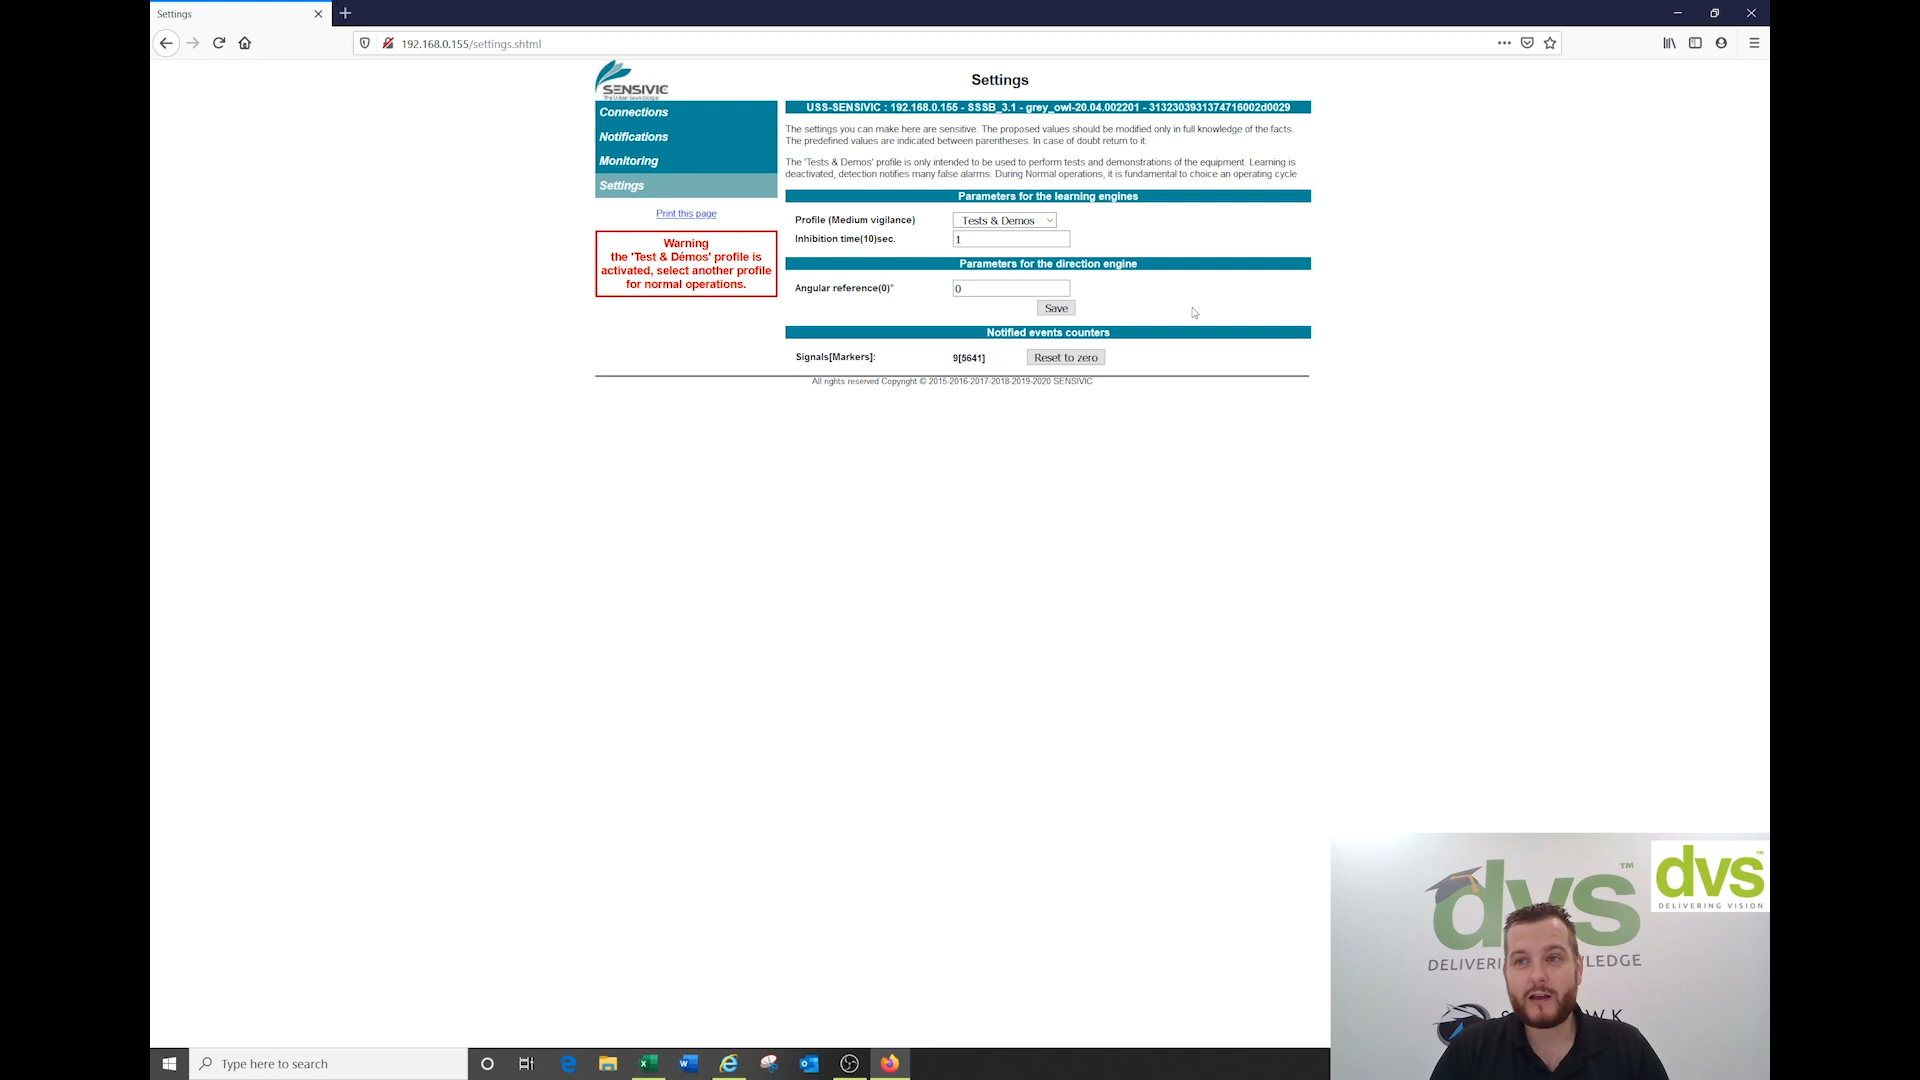 Settings
192.168.0.155/settings.shtml
SENSIVIC
Settings
Connections
Notifications
Monitoring
Settings
Print this page
Warning
the 'Test & Démos' profile is
activated, select another profile
for normal operations.
USS-SENSIVIC : 192.168.0.155 - SSSB_3.1 - grey_owl-20.04.002201 - 3132303931374716002d0029
The settings you can make here are sensitive. The proposed values should be modified only in full knowledge of the facts.
The predefined values are indicated between parentheses. In case of doubt return to it.
The 'Tests & Demos' profile is only intended to be used to perform tests and demonstrations of the equipment. Learning is
deactivated, detection notifies many false alarms. During Normal operations, it is fundamental to choice an operating cycle
Parameters for the learning engines
Profile (Medium vigilance) Tests & Demos
Inhibition time(10)sec. 1
Parameters for the direction engine
Angular reference(0)° 0
Save
Notified events counters
Signals[Markers]: 9[5641] Reset to zero
All rights reserved Copyright © 2015-2016-2017-2018-2019-2020 SENSIVIC
dvs™
DELIVERING VISION
dvs™
Type here to search